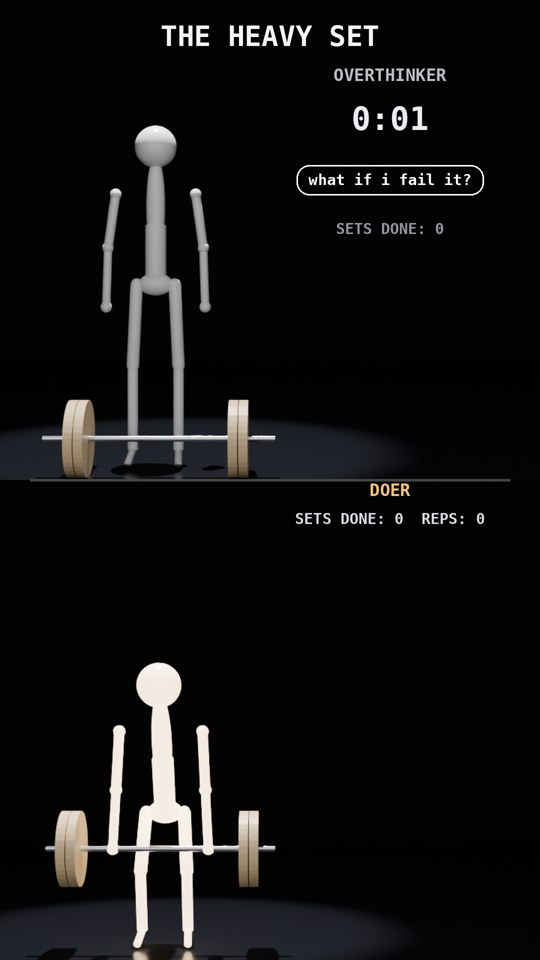 THE HEAVY SET
OVERTHINKER
0:01
what if i fail it?
SETS DONE: 0
DOER
SETS DONE: 0  REPS: 0